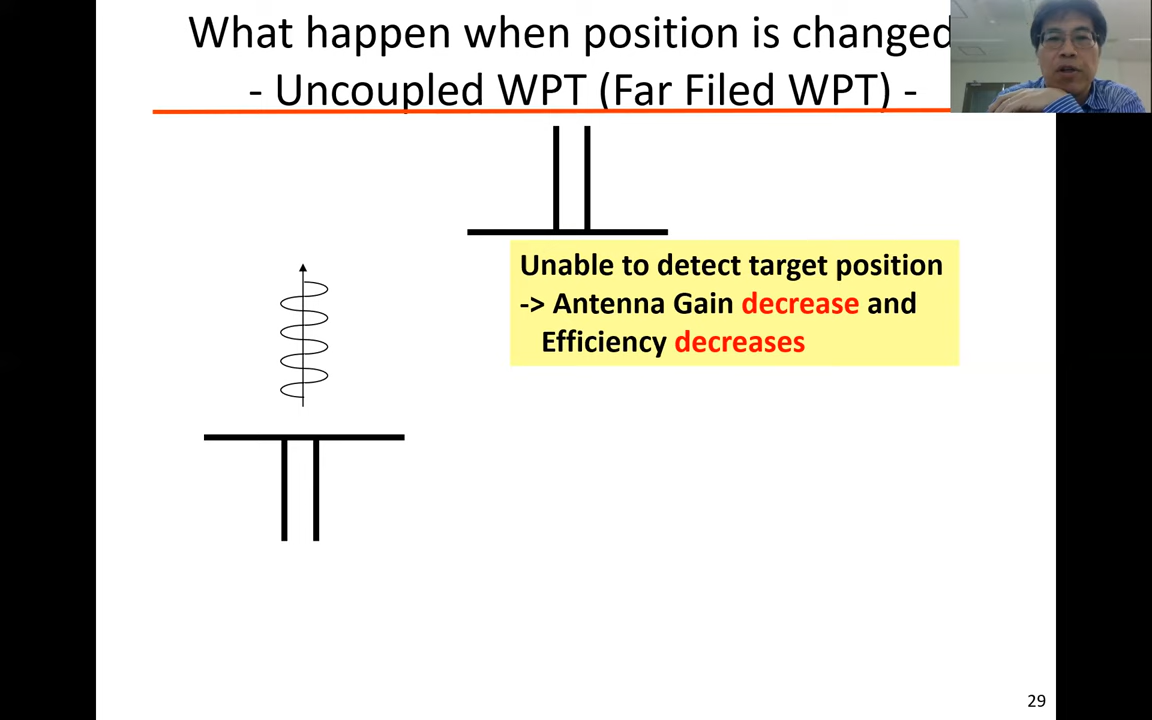 What happen when position is changed
- Uncoupled WPT (Far Filed WPT) -
Unable to detect target position
-> Antenna Gain decrease and
Efficiency decreases
29